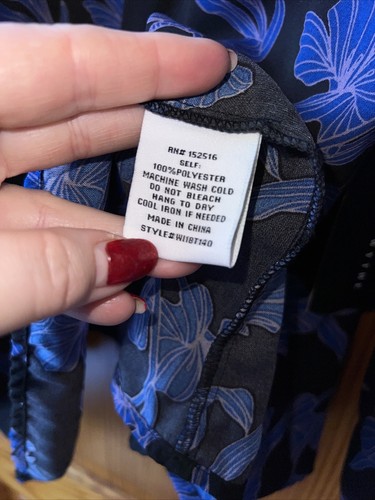 RN# 152516
SELF:
100%POLYESTER
MACHINE WASH COLD
DO NOT BLEACH
HANG TO DRY
COOL IRON IF NEEDED
MADE IN CHINA
STYLE#W118T140